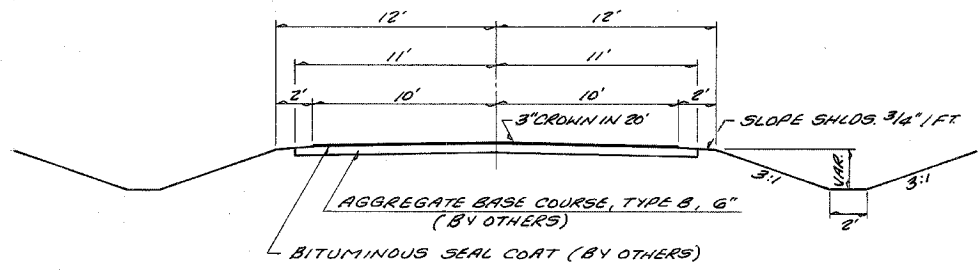 12' 12'
11' 11'
2' 10' 10' 2'
3" CROWN IN 20'
SLOPE SHLDS. 3/4" / FT.
VAR.
3:1 3:1
2'
AGGREGATE BASE COURSE, TYPE B, 6"
(BY OTHERS)
BITUMINOUS SEAL COAT (BY OTHERS)